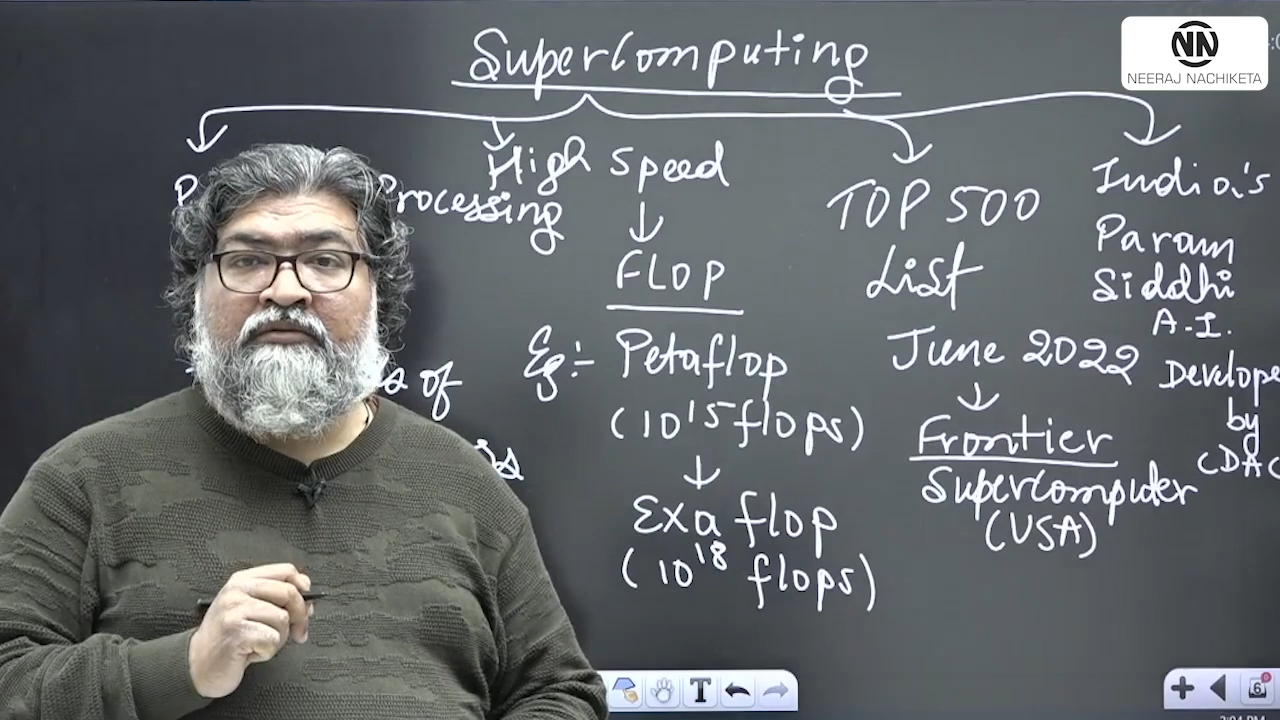 Supercomputing
NEERAJ NACHIKETA
High Speed
Processing
FLOP
Eg:- Petaflop
(10^15 flops)
Exa flop
(10^18 flops)
of
TOP 500
List
June 2022
Frontier
Supercomputer
(USA)
India's
Param
Siddhi
A.I.
Develope
by
CDAC
T
6